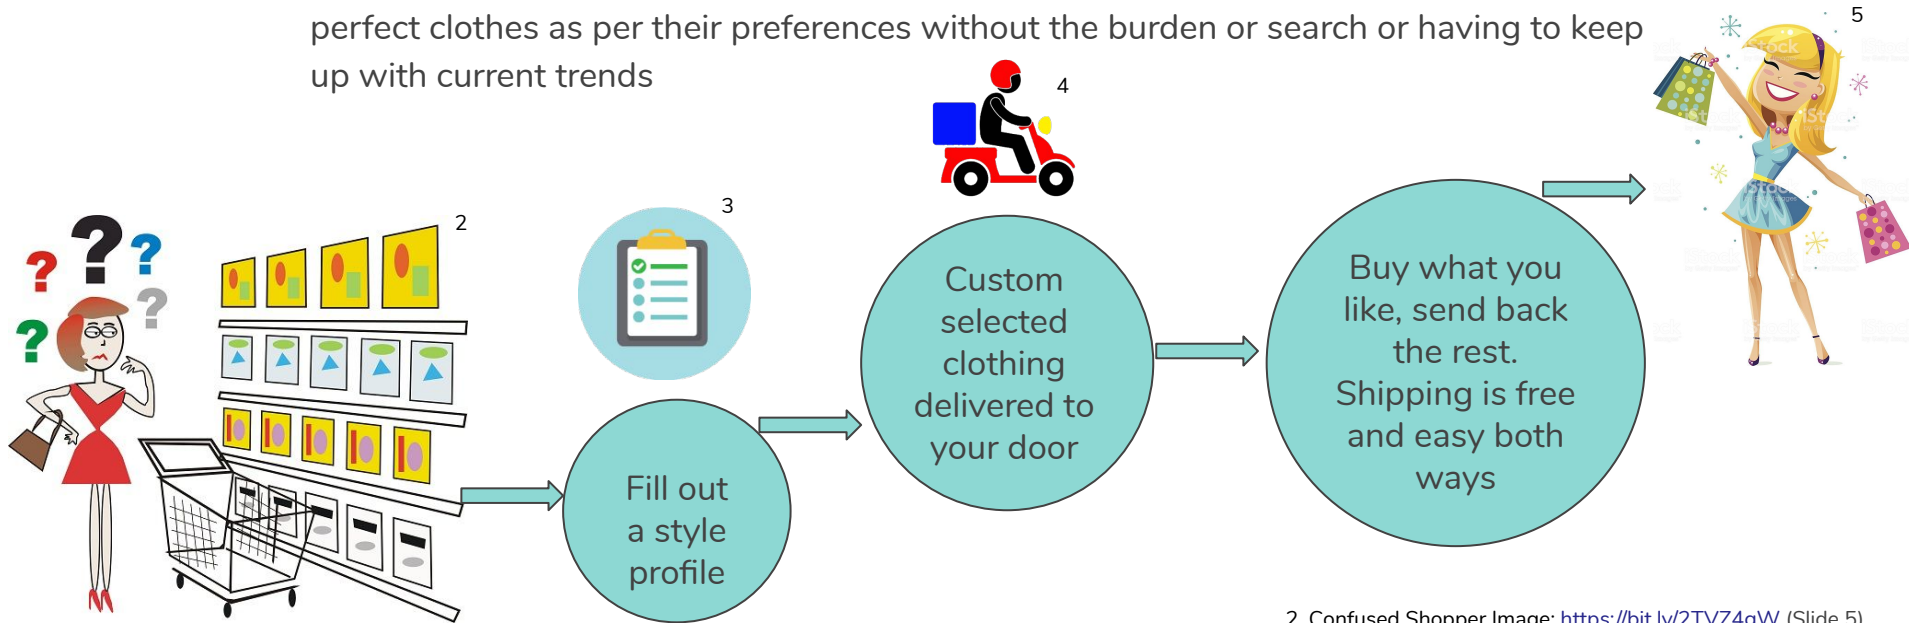 perfect clothes as per their preferences without the burden or search or having to keep
up with current trends
5
4
3
2
? ? ? ? ?
iStock
Custom
selected
clothing
delivered to
your door
Buy what you
like, send back
the rest.
Shipping is free
and easy both
ways
Fill out
a style
profile
2. Confused Shopper Image: https://bit.ly/2TVZ4qW (Slide 5)